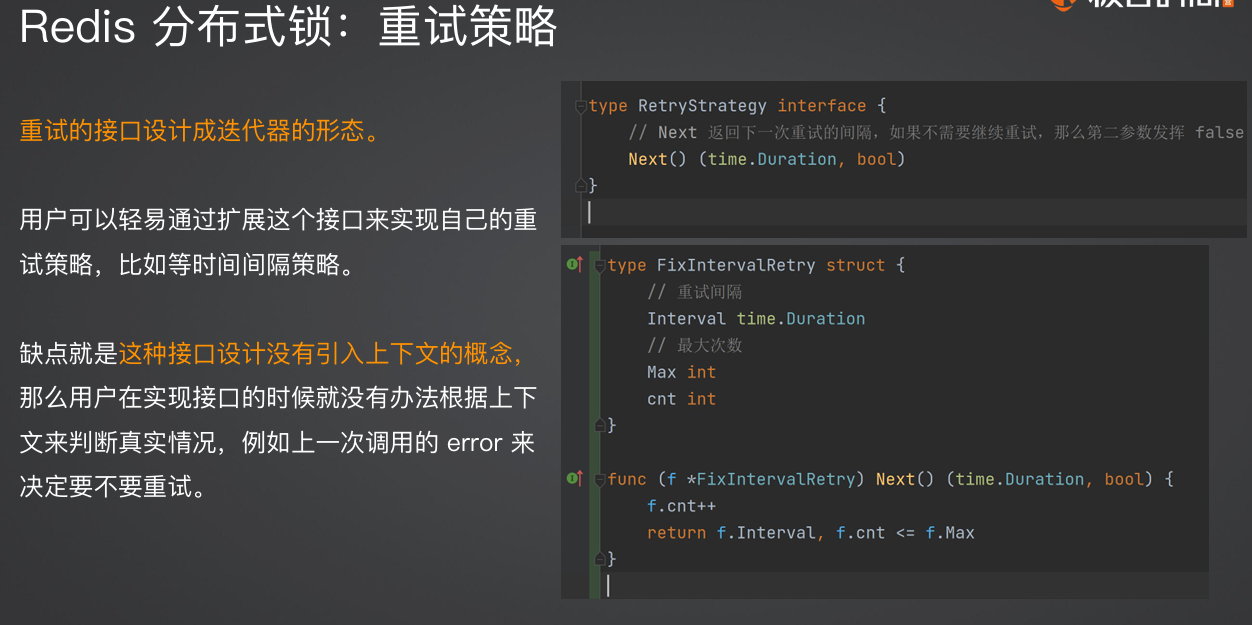 Redis 分布式锁：重试策略
重试的接口设计成迭代器的形态。
用户可以轻易通过扩展这个接口来实现自己的重
试策略，比如等时间间隔策略。
缺点就是这种接口设计没有引入上下文的概念，
那么用户在实现接口的时候就没有办法根据上下
文来判断真实情况，例如上一次调用的 error 来
决定要不要重试。
type RetryStrategy interface {
// Next 返回下一次重试的间隔，如果不需要继续重试，那么第二参数发挥 false
Next() (time.Duration, bool)
}
type FixIntervalRetry struct {
// 重试间隔
Interval time.Duration
// 最大次数
Max int
cnt int
}
func (f *FixIntervalRetry) Next() (time.Duration, bool) {
f.cnt++
return f.Interval, f.cnt <= f.Max
}